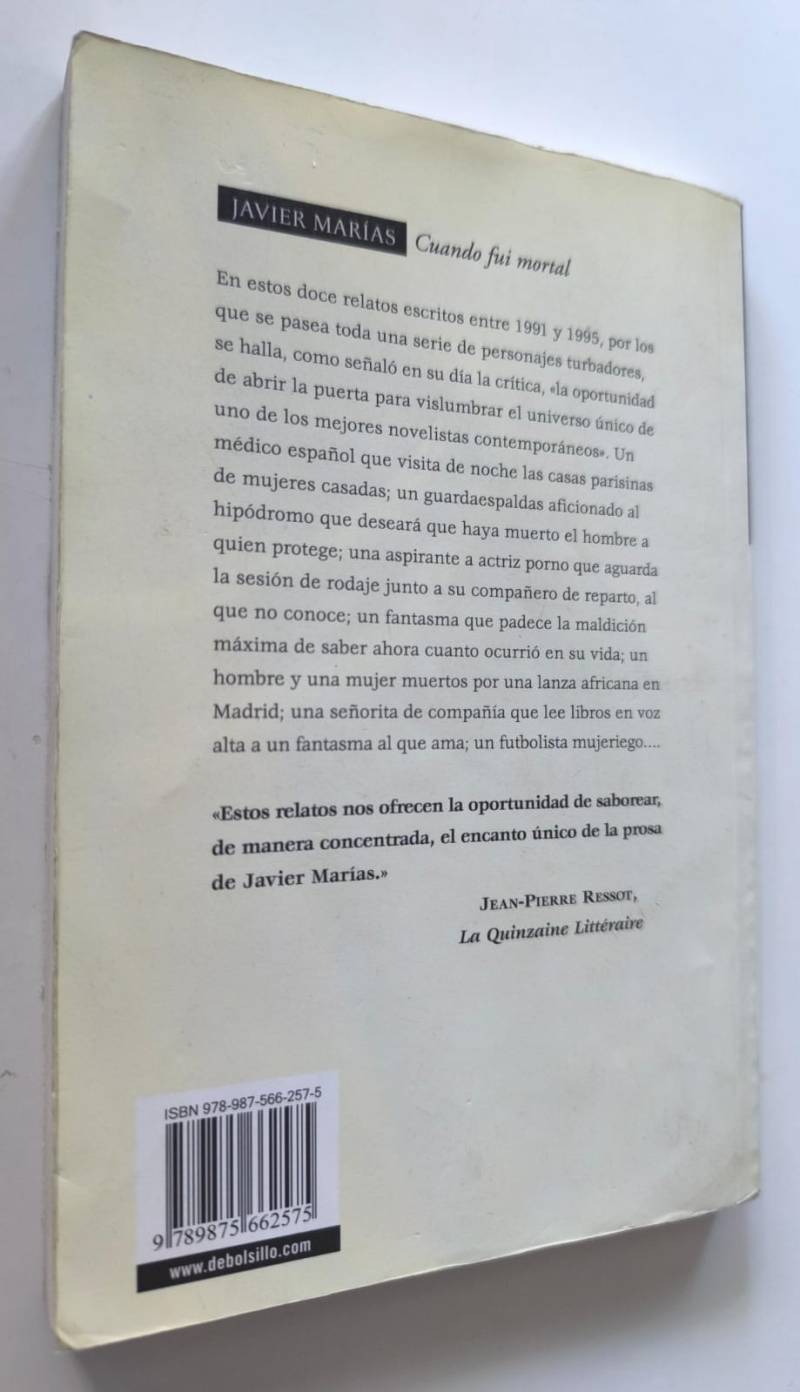 JAVIER MARÍAS Cuando fui mortal
En estos doce relatos escritos entre 1991 y 1995, por los
que se pasea toda una serie de personajes turbadores,
se halla, como señaló en su día la crítica, «la oportunidad
de abrir la puerta para vislumbrar el universo único de
uno de los mejores novelistas contemporáneos». Un
médico español que visita de noche las casas parisinas
de mujeres casadas; un guardaespaldas aficionado al
hipódromo que deseará que haya muerto el hombre a
quien protege; una aspirante a actriz porno que aguarda
la sesión de rodaje junto a su compañero de reparto, al
que no conoce; un fantasma que padece la maldición
máxima de saber ahora cuanto ocurrió en su vida; un
hombre y una mujer muertos por una lanza africana en
Madrid; una señorita de compañía que lee libros en voz
alta a un fantasma al que ama; un futbolista mujeriego....
«Estos relatos nos ofrecen la oportunidad de saborear,
de manera concentrada, el encanto único de la prosa
de Javier Marías.»
JEAN-PIERRE RESSOT,
La Quinzaine Littéraire
ISBN 978-987-566-257-5
9 789875 662575
www.debolsillo.com